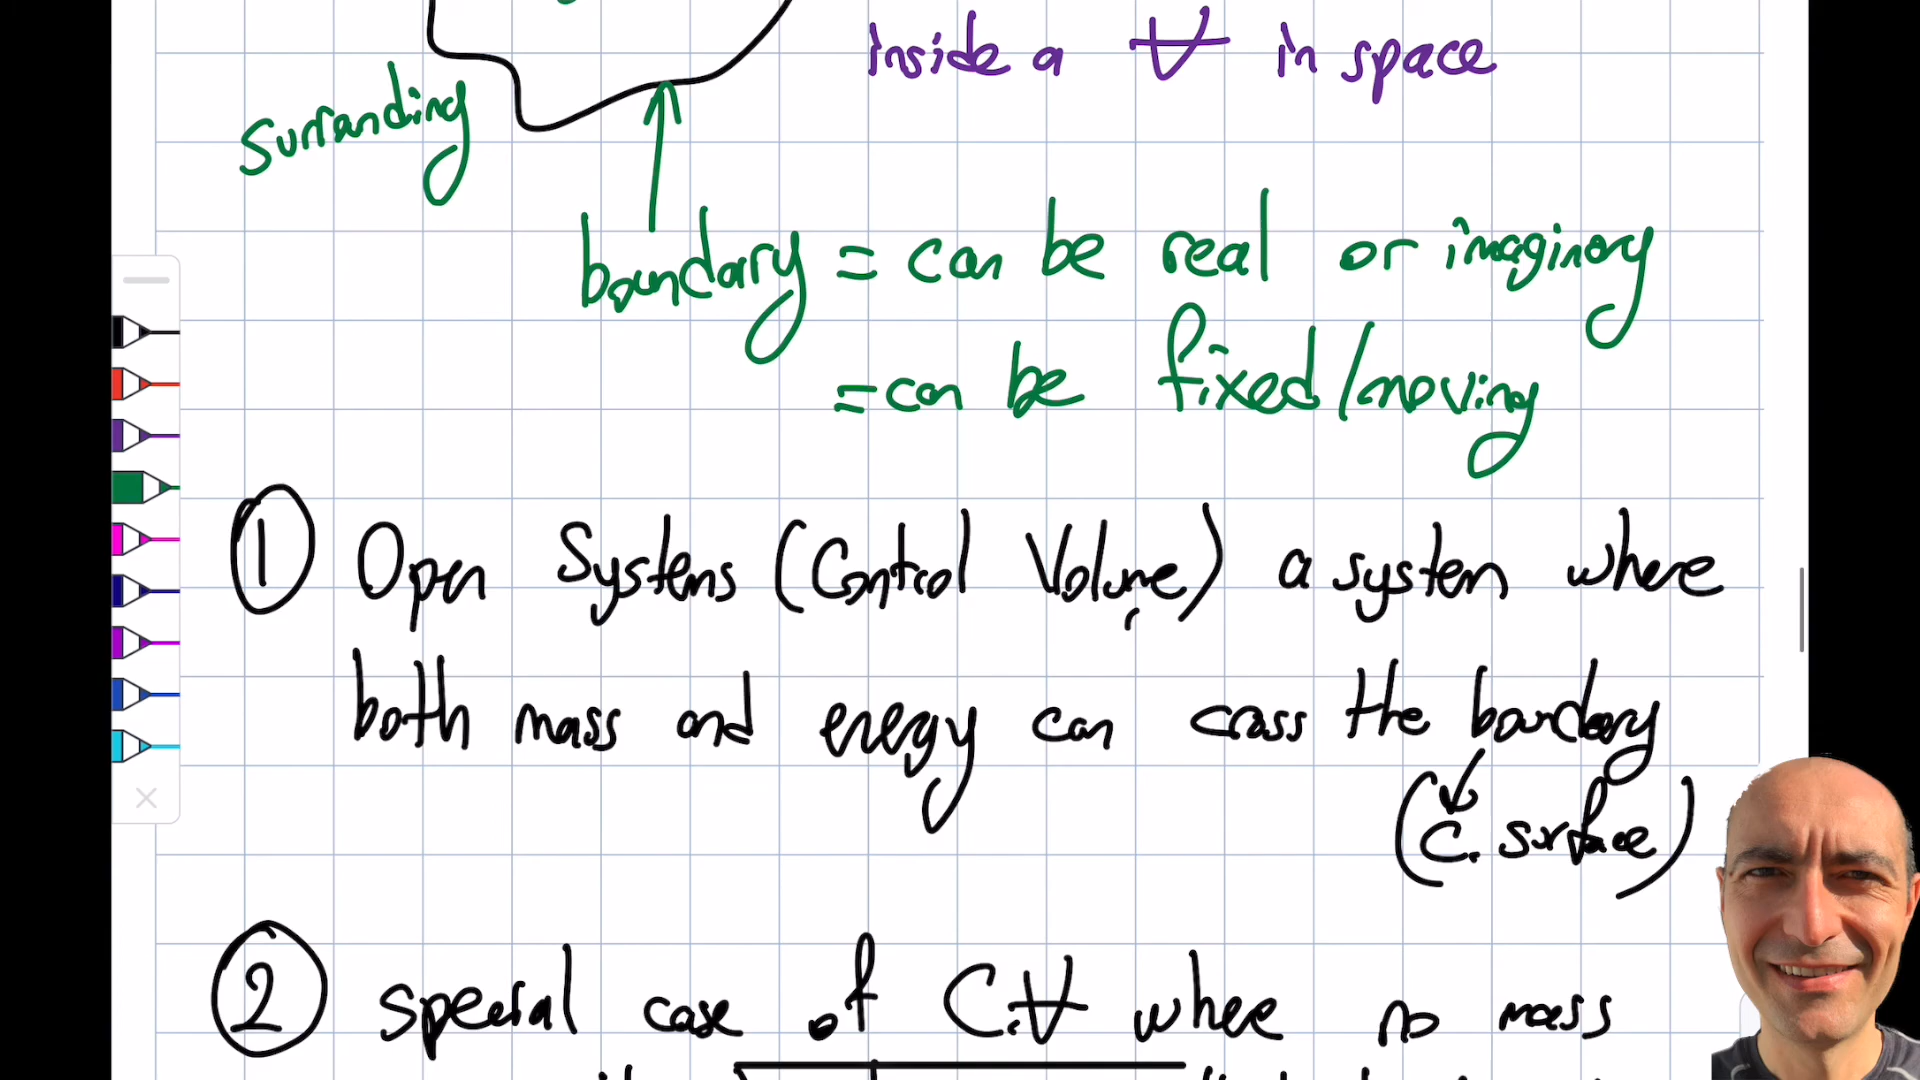 inside a V in space
surranding
boundary = can be real or imaginary
= can be fixed/moving
1 Open Systems (Control Volume) a system where
both mass and energy can cross the boundary
(C. surface)
2 special case of C.V where no mass